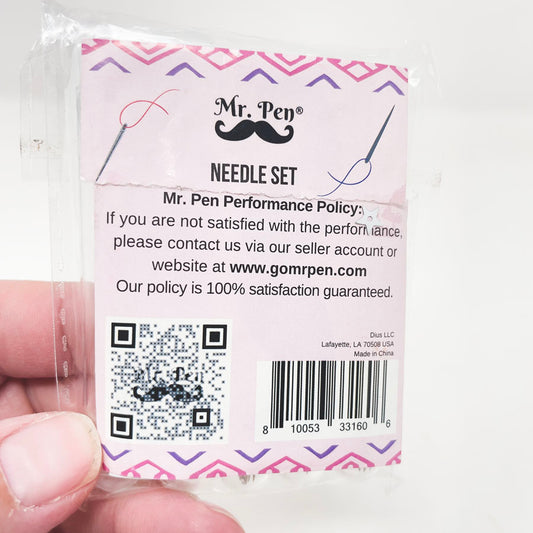 Mr. Pen®
NEEDLE SET
Mr. Pen Performance Policy:
If you are not satisfied with the performance,
please contact us via our seller account or
website at www.gomrpen.com
Our policy is 100% satisfaction guaranteed.
Dius LLC
Lafayette, LA 70508 USA
Made in China
Mr. Pen
8 10053 33160 6